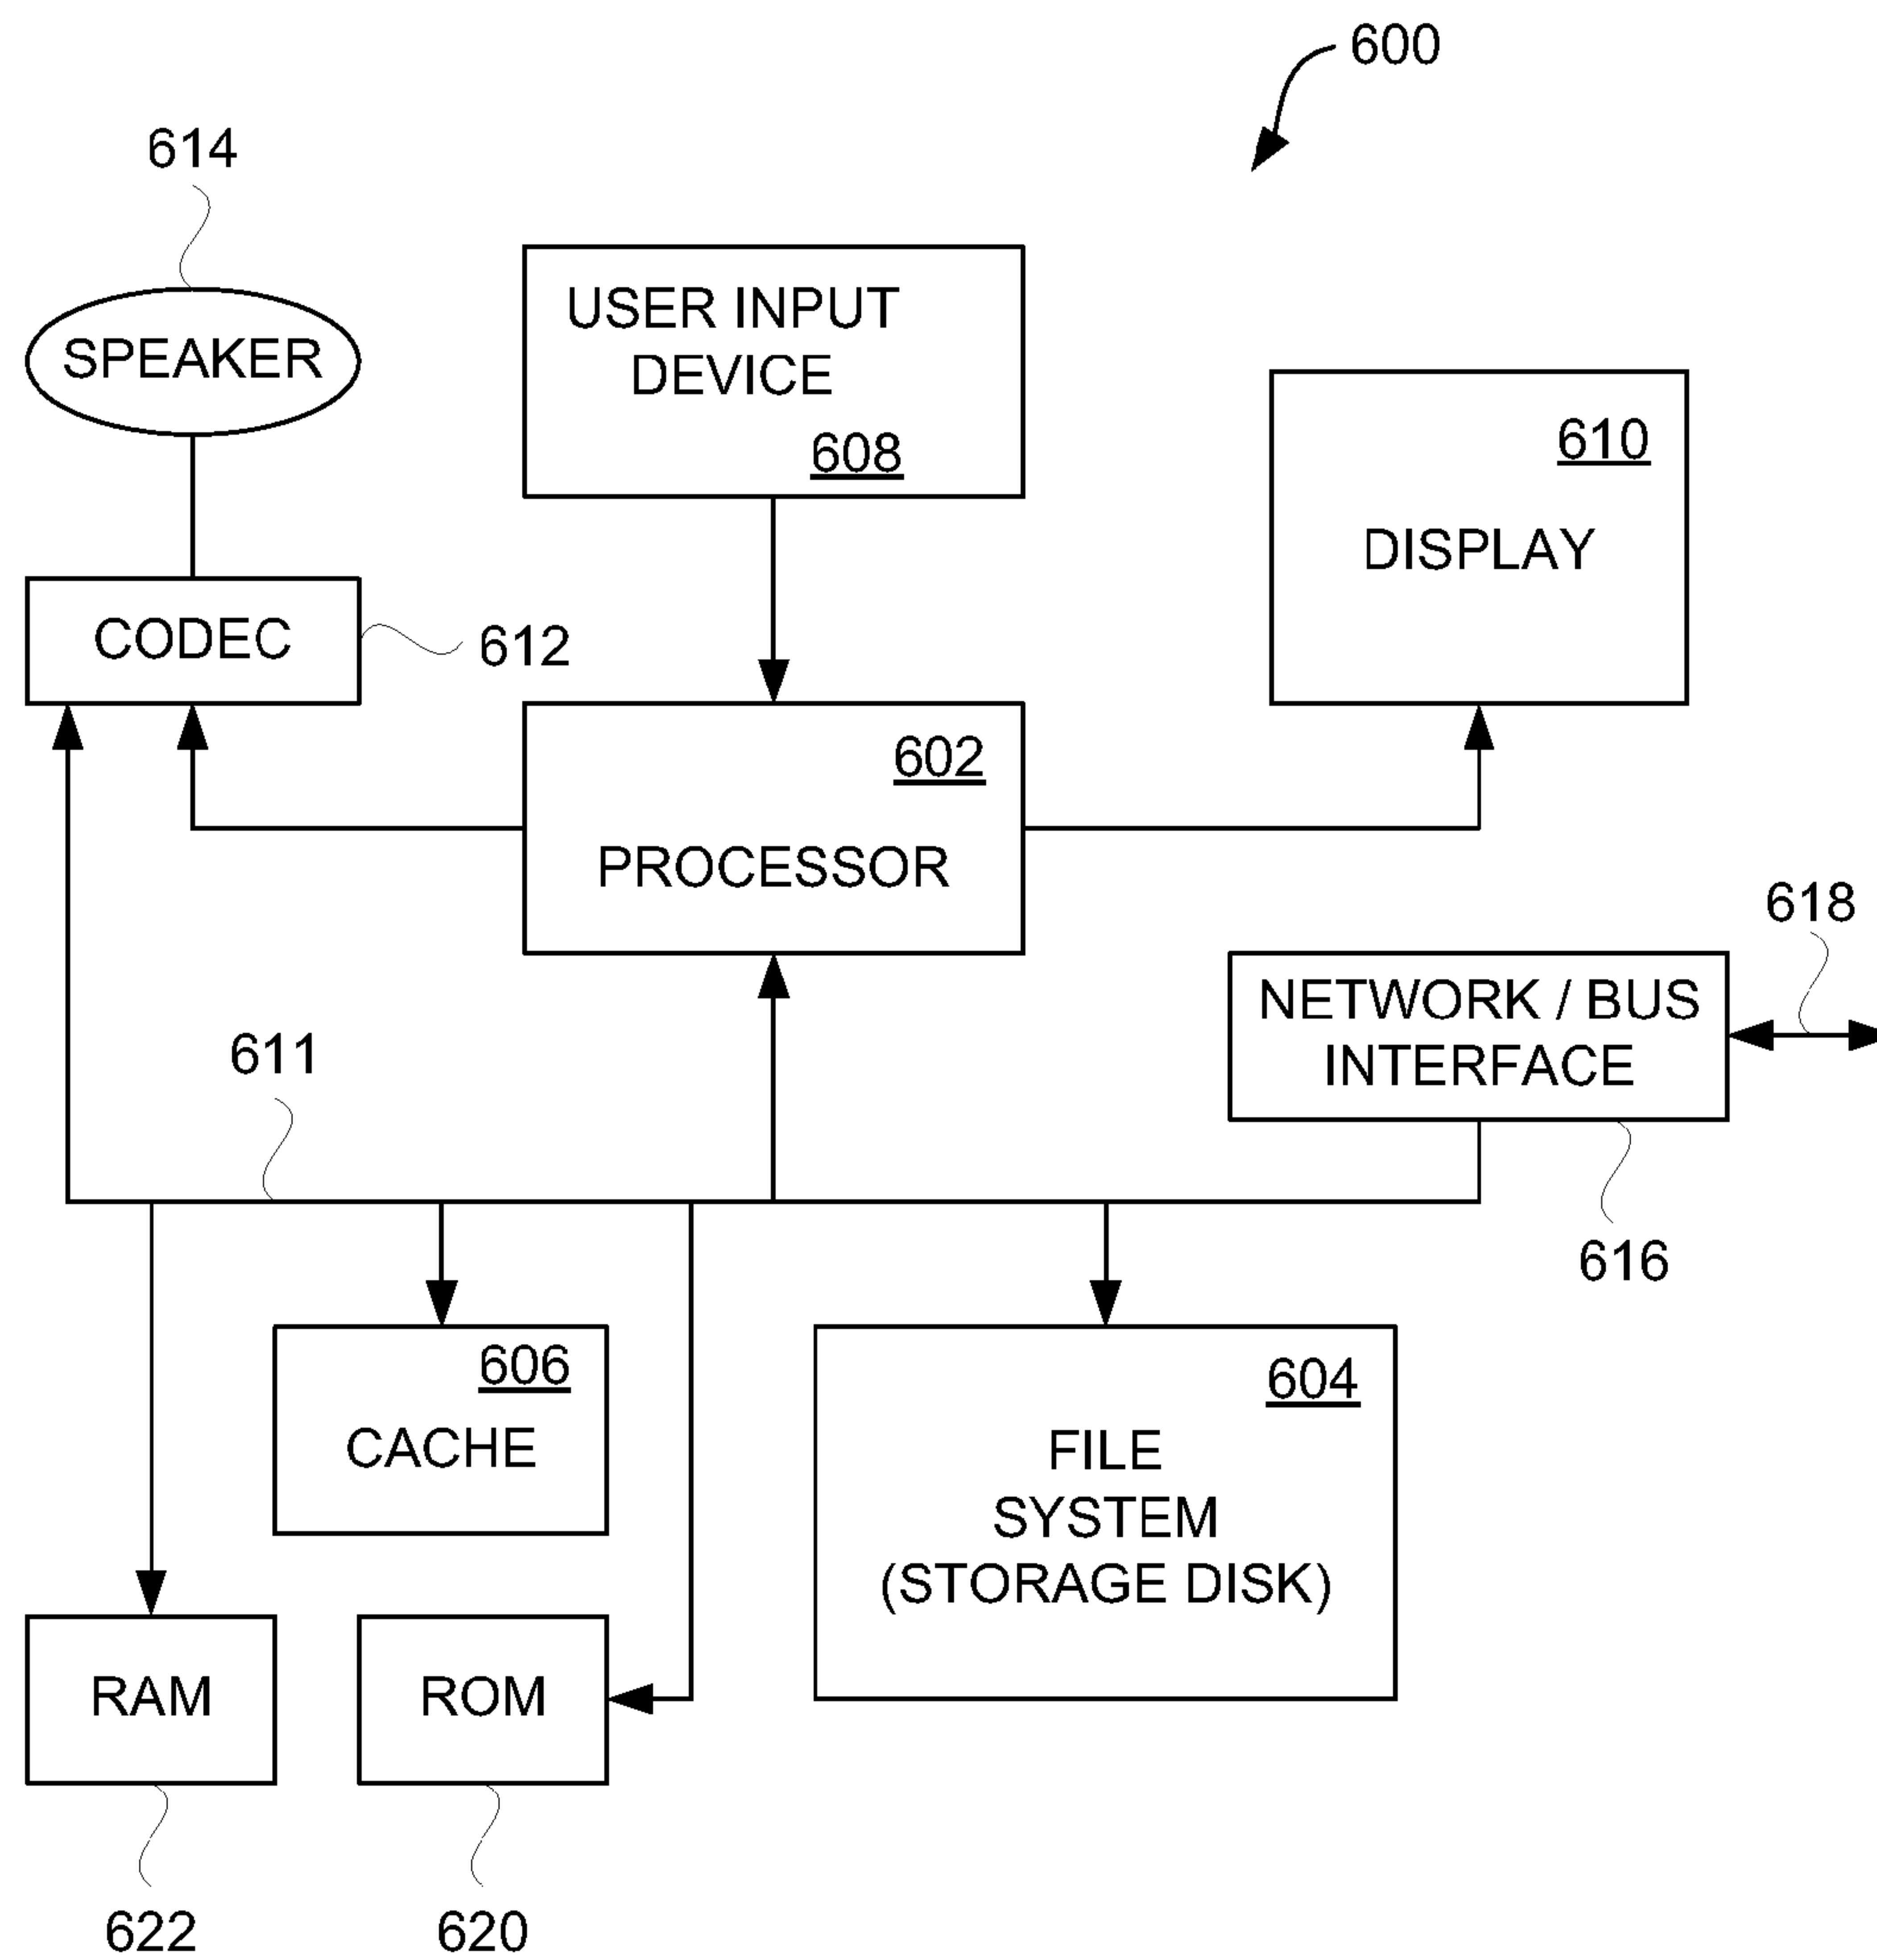 600
614
SPEAKER
USER INPUT
DEVICE
608
610
DISPLAY
CODEC
612
602
PROCESSOR
618
NETWORK / BUS
INTERFACE
611
616
606
CACHE
604
FILE
SYSTEM
(STORAGE DISK)
RAM
ROM
622
620